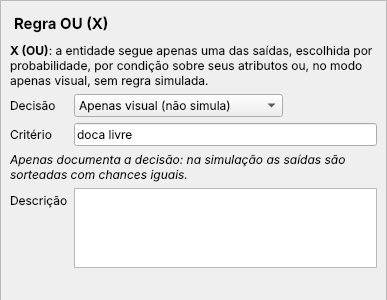 Regra OU (X)
X (OU): a entidade segue apenas uma das saídas, escolhida por
probabilidade, por condição sobre seus atributos ou, no modo
apenas visual, sem regra simulada.
Decisão
Apenas visual (não simula)
Critério
doca livre
Apenas documenta a decisão: na simulação as saídas são
sorteadas com chances iguais.
Descrição